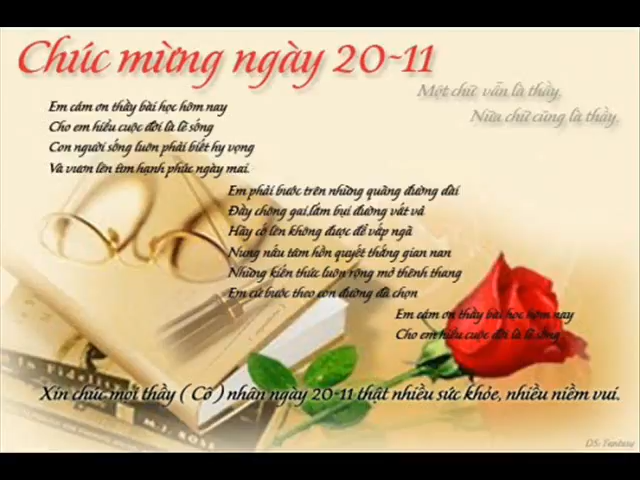 Chúc mừng ngày 20-11
Một chữ vẫn là thầy,
Nửa chữ cũng là thầy.
Em cám ơn thầy bài học hôm nay
Cho em hiểu cuộc đời là lẽ sống
Con người sống luôn phải biết hy vọng
Và vươn lên tìm hạnh phúc ngày mai.
Em phải bước trên những quãng đường dài
Đầy chông gai,lấm bụi đường vất vả
Hãy cố lên không được để vấp ngã
Nung nấu tâm hồn quyết thắng gian nan
Những kiến thức luôn rộng mở thênh thang
Em cứ bước theo con đường đã chọn
Em cám ơn thầy bài học hôm nay
Cho em hiểu cuộc đời là lẽ sống
Xin chúc mọi thầy ( Cô ) nhân ngày 20-11 thật nhiều sức khỏe, nhiều niềm vui.
M. J. ROSE
DS: Fantasy